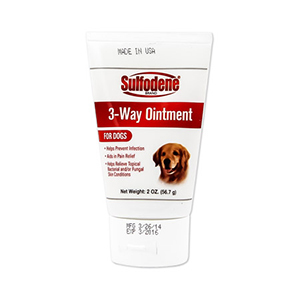 MADE IN USA
Sulfodene®
BRAND
3-Way Ointment
FOR DOGS
• Helps Prevent Infection
• Aids in Pain Relief
• Helps Relieve Topical
Bacterial and/or Fungal
Skin Conditions
Net Weight: 2 OZ. (56.7 g)
MFG 3/26/14
EXP 3/2016